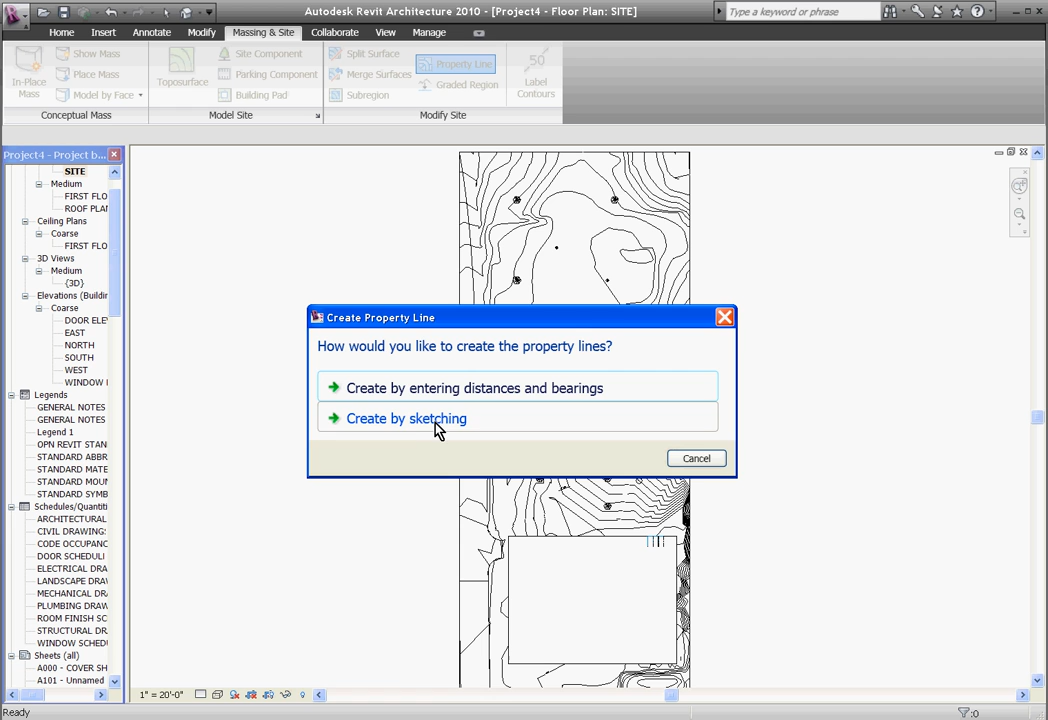 Autodesk Revit Architecture 2010 - [Project4 - Floor Plan: SITE]
Type a keyword or phrase
Home Insert Annotate Modify Massing & Site Collaborate View Manage
In-Place Mass
Show Mass
Place Mass
Model by Face
Conceptual Mass
Toposurface
Site Component
Parking Component
Building Pad
Model Site
Split Surface
Merge Surfaces
Subregion
Property Line
Graded Region
Modify Site
50
Label Contours
Project4 - Project b...
SITE
Medium
FIRST FLO
ROOF PLAN
Ceiling Plans
Coarse
FIRST FLO
3D Views
Medium
{3D}
Elevations (Buildin
Coarse
DOOR ELE
EAST
NORTH
SOUTH
WEST
WINDOW
Legends
GENERAL NOTES
GENERAL NOTES
Legend 1
OPN REVIT STAN
STANDARD ABBR
STANDARD MATE
STANDARD MOUN
STANDARD SYMB
Schedules/Quantiti
ARCHITECTURAL
CIVIL DRAWING
CODE OCCUPANC
DOOR SCHEDULI
ELECTRICAL DRA
LANDSCAPE DRAW
MECHANICAL DRA
PLUMBING DRAW
ROOM FINISH SC
STRUCTURAL DR
WINDOW SCHED
Sheets (all)
A000 - COVER SH
A101 - Unnamed
Create Property Line
How would you like to create the property lines?
Create by entering distances and bearings
Create by sketching
Cancel
1" = 20'-0"
Ready
:0